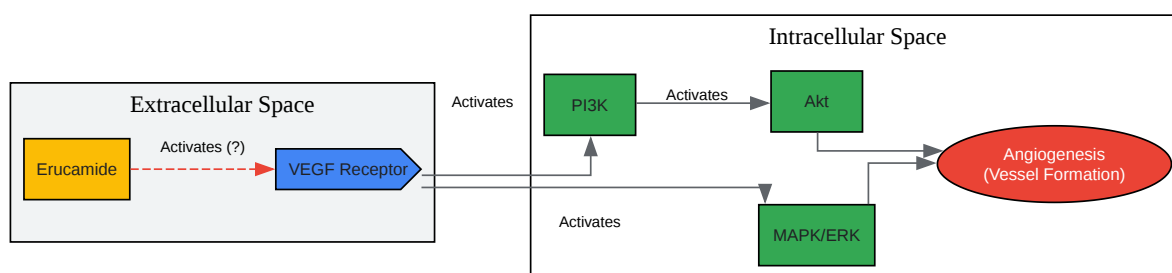 Extracellular Space
Erucamide
Activates (?)
VEGF Receptor
Activates
Activates
Intracellular Space
PI3K
Activates
Akt
MAPK/ERK
Angiogenesis
(Vessel Formation)